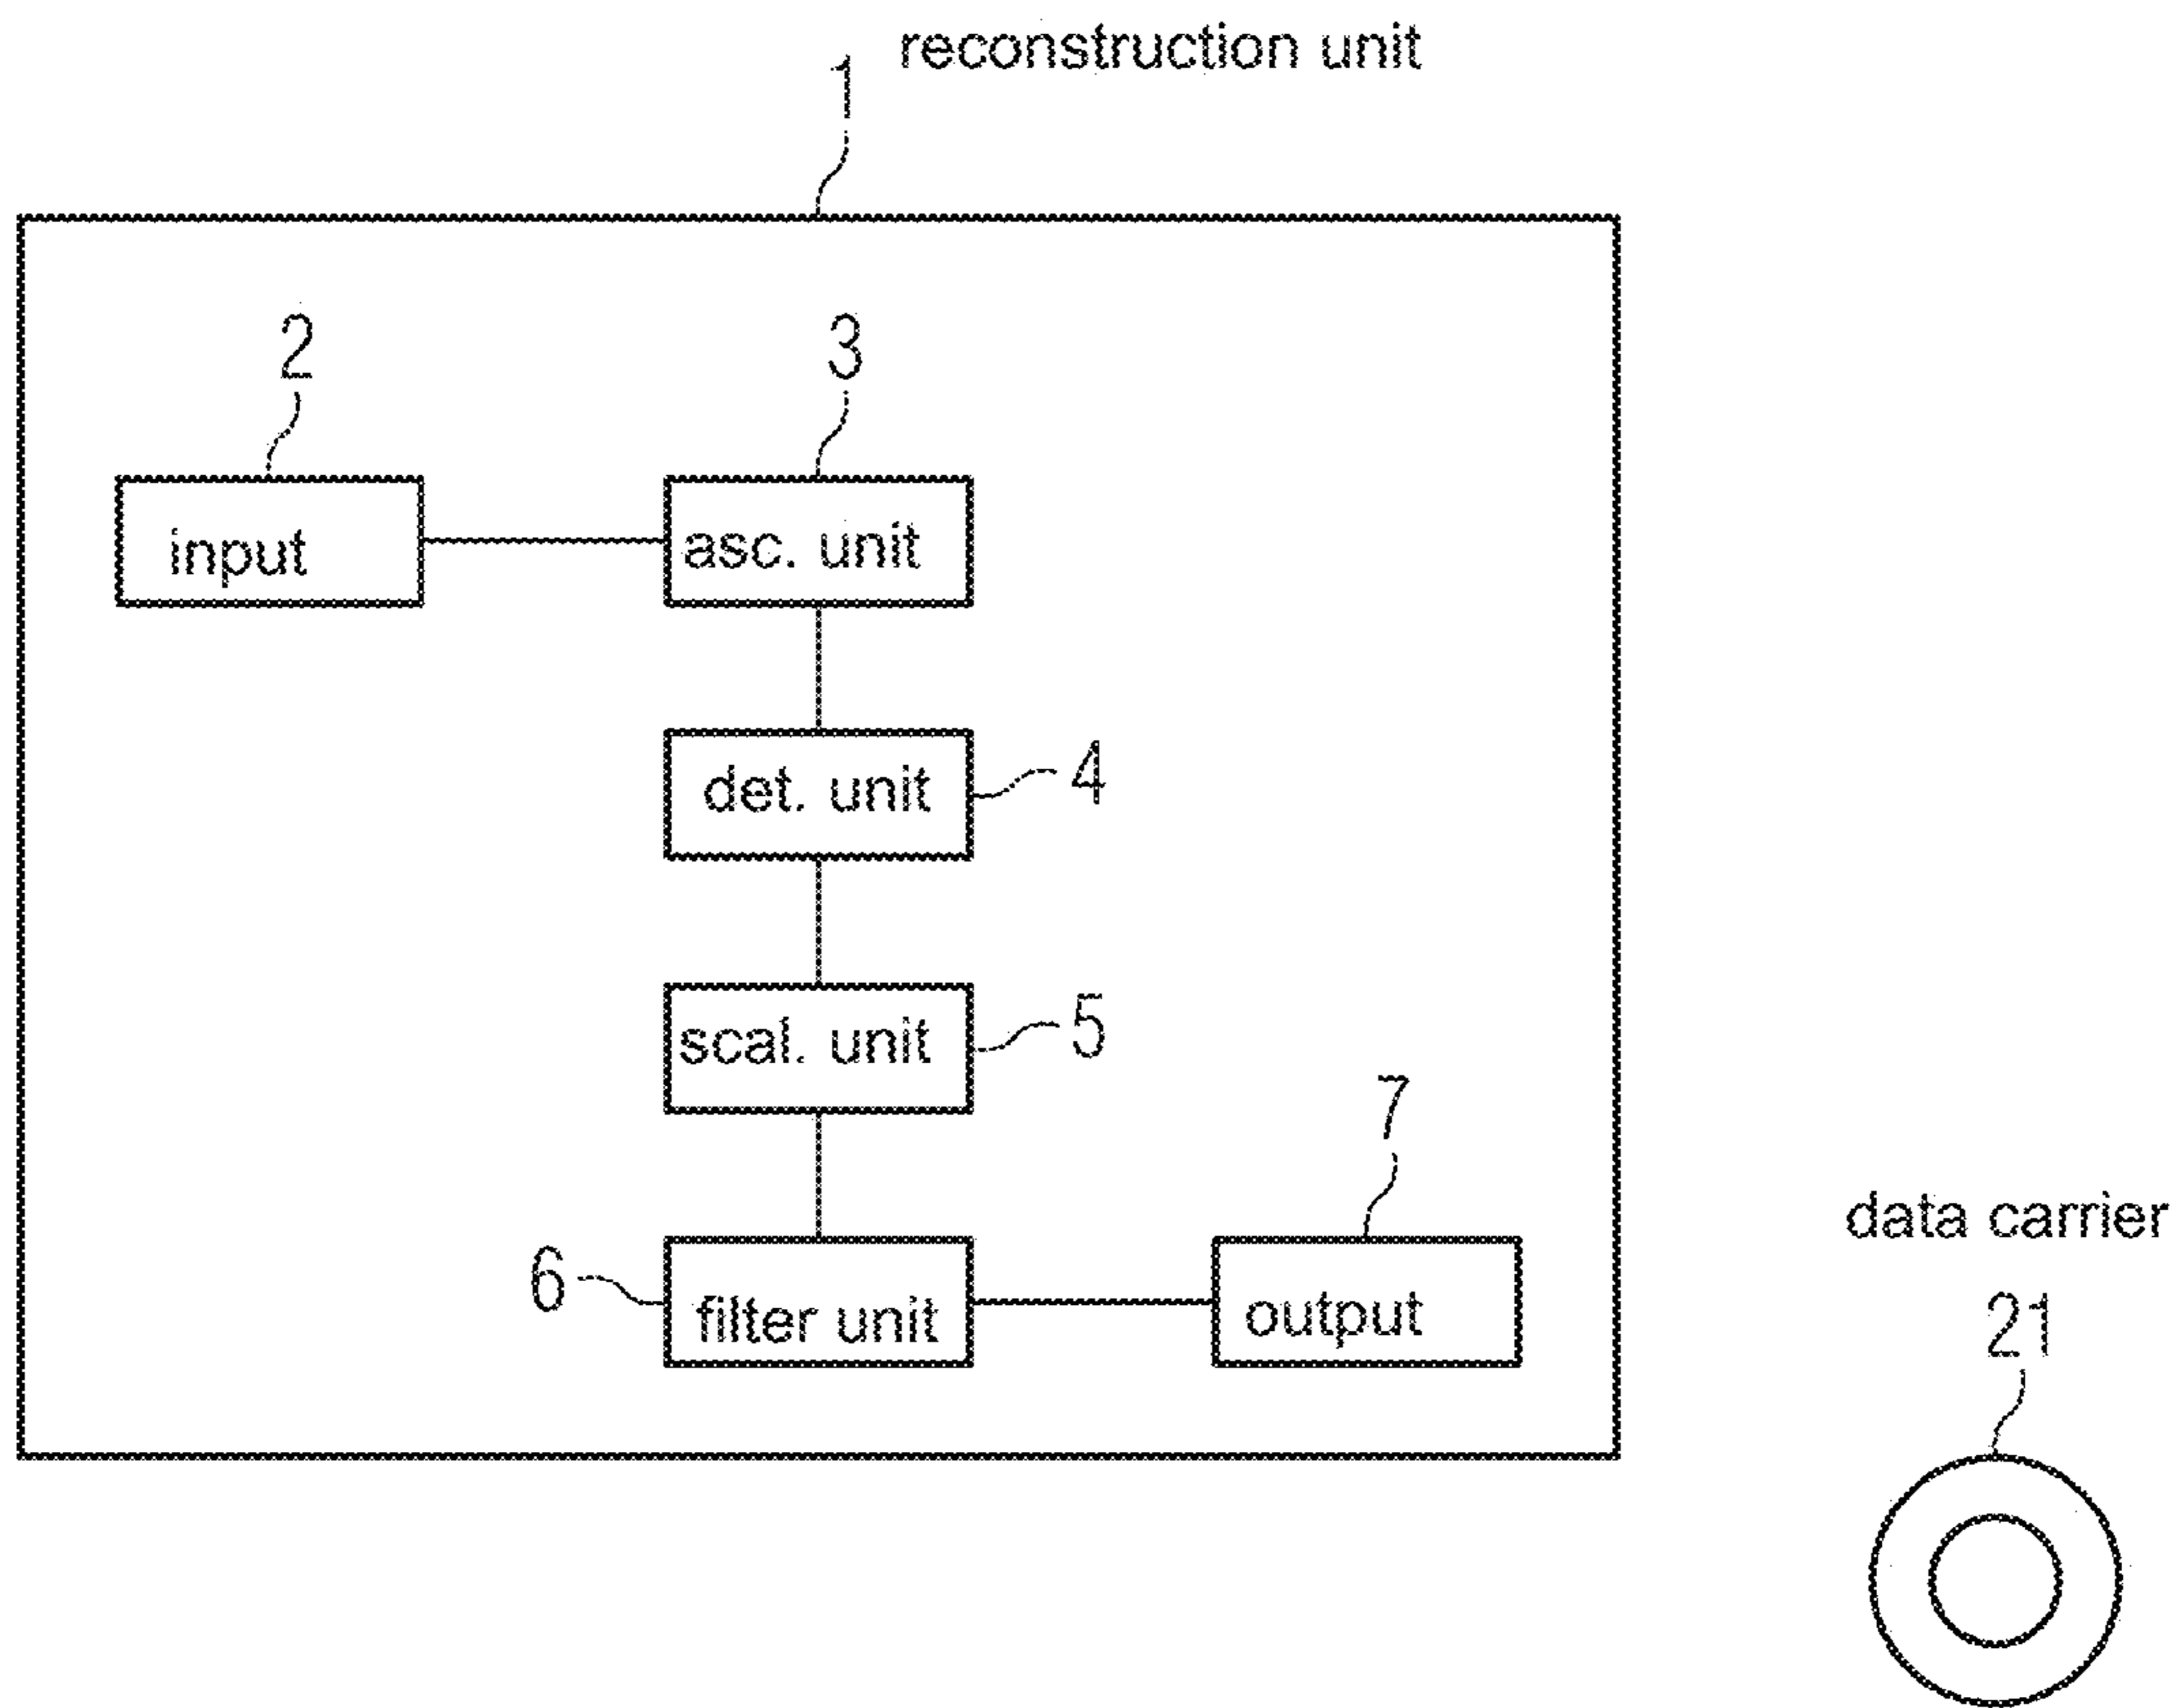 reconstruction unit
1
2
3
input
asc. unit
det. unit
4
scal. unit
5
7
6
filter unit
output
data carrier
21